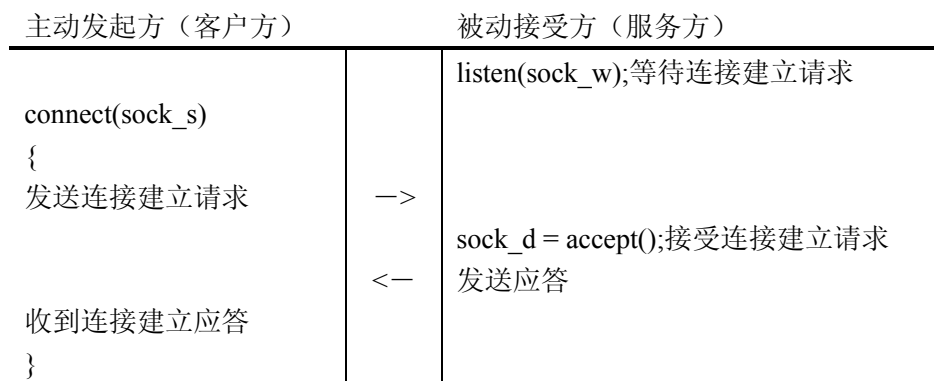 主动发起方（客户方） 被动接受方（服务方）
listen(sock_w);等待连接建立请求
connect(sock_s)
{
发送连接建立请求 —>
sock_d = accept();接受连接建立请求
<— 发送应答
收到连接建立应答
}